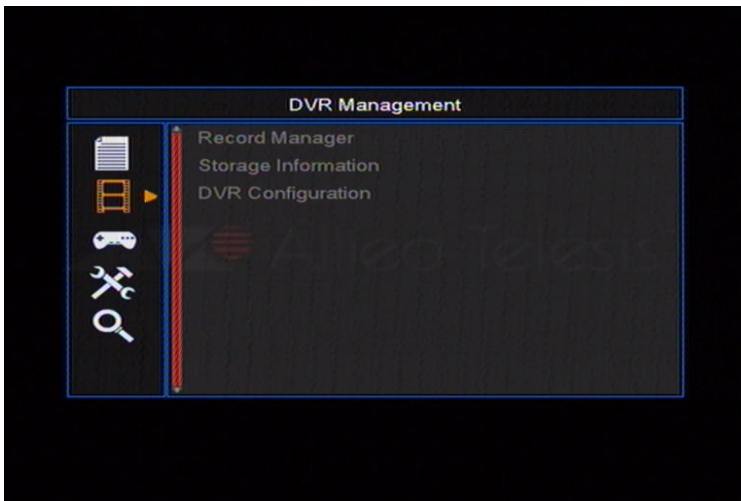 DVR Management
Record Manager
Storage Information
DVR Configuration
Allied Telesis